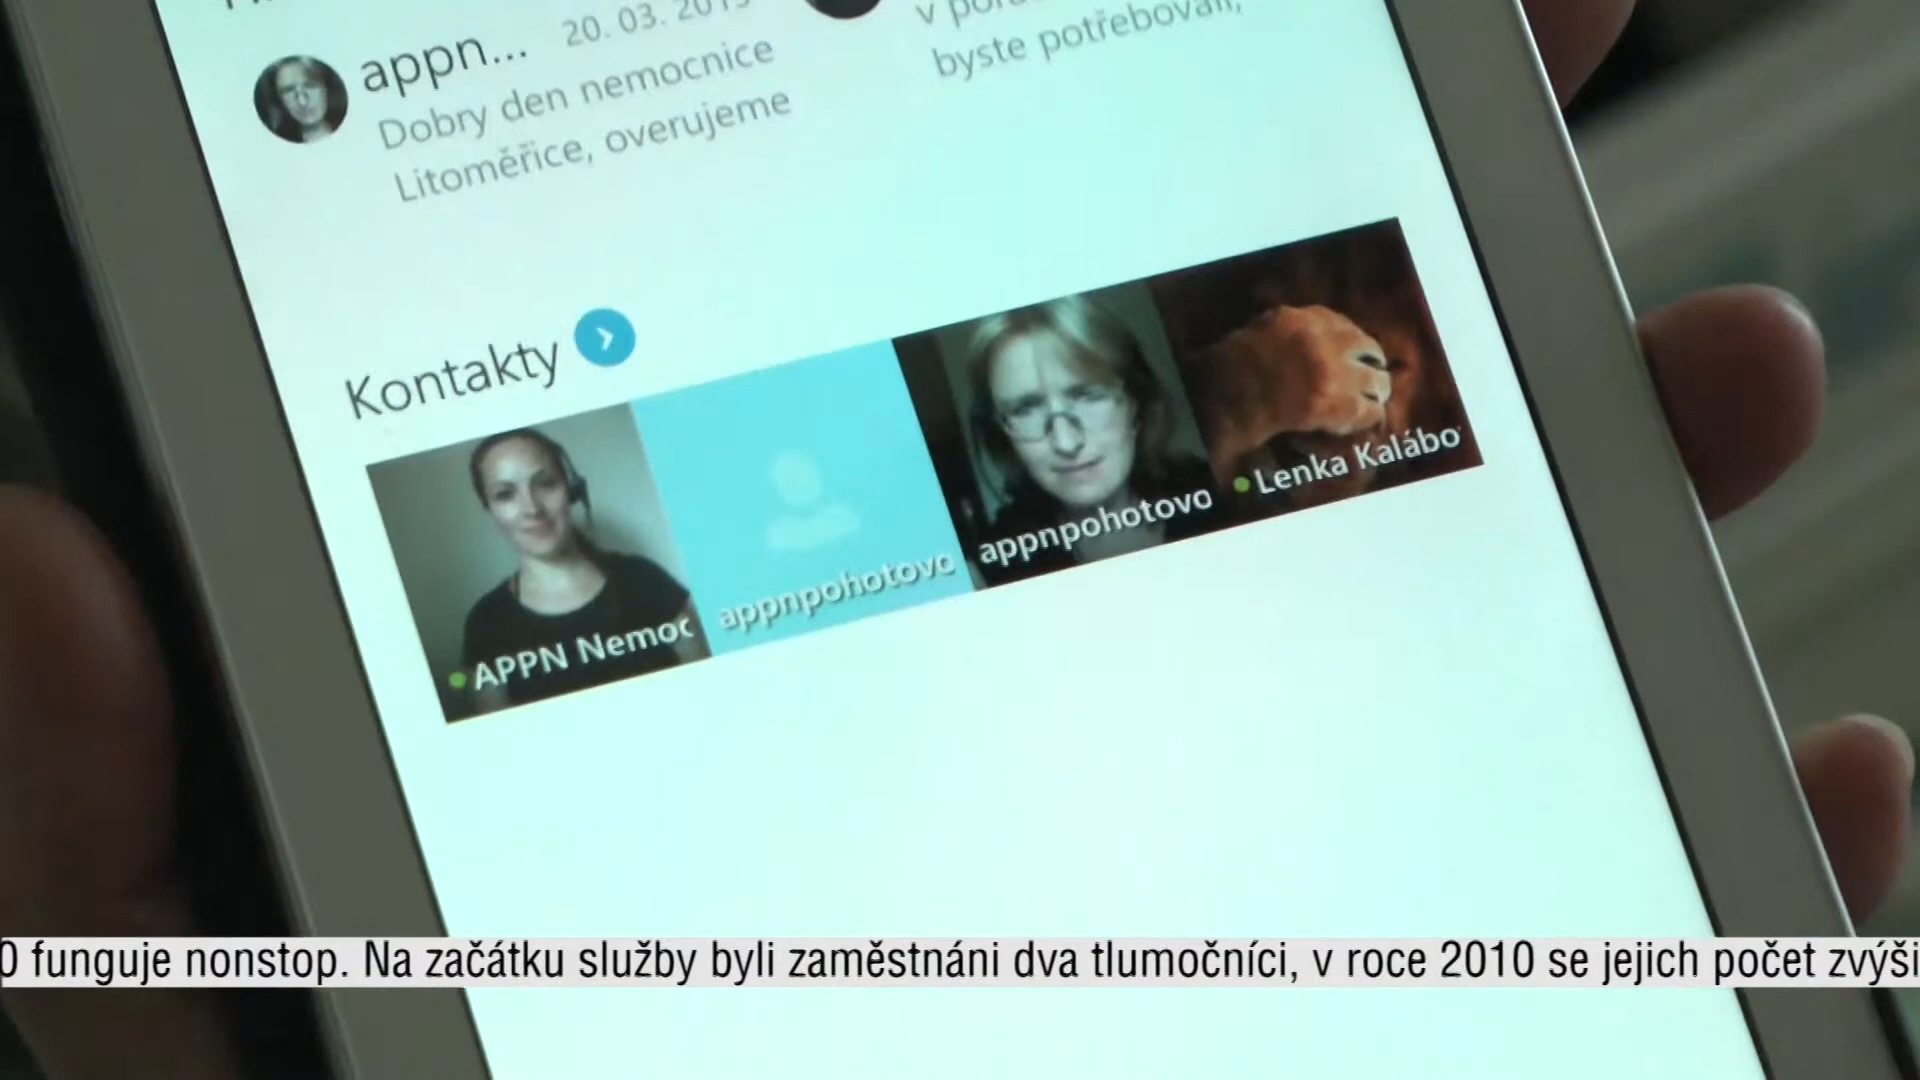 appn... 20. 03.
Dobry den nemocnice
Litoměřice, overujeme
byste potřebovali,
Kontakty
APPN Nemoc
appnpohotovo
appnpohotovo
Lenka Kalábo
0 funguje nonstop. Na začátku služby byli zaměstnáni dva tlumočníci, v roce 2010 se jejich počet zvýši